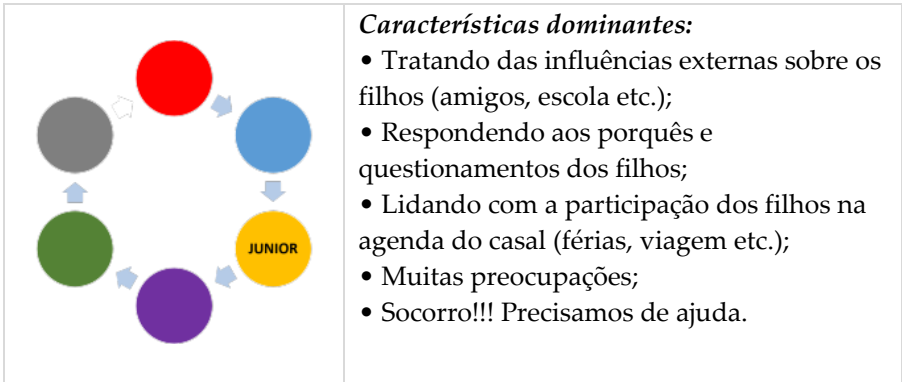 JUNIOR
Características dominantes:
• Tratando das influências externas sobre os
filhos (amigos, escola etc.);
• Respondendo aos porquês e
questionamentos dos filhos;
• Lidando com a participação dos filhos na
agenda do casal (férias, viagem etc.);
• Muitas preocupações;
• Socorro!!! Precisamos de ajuda.